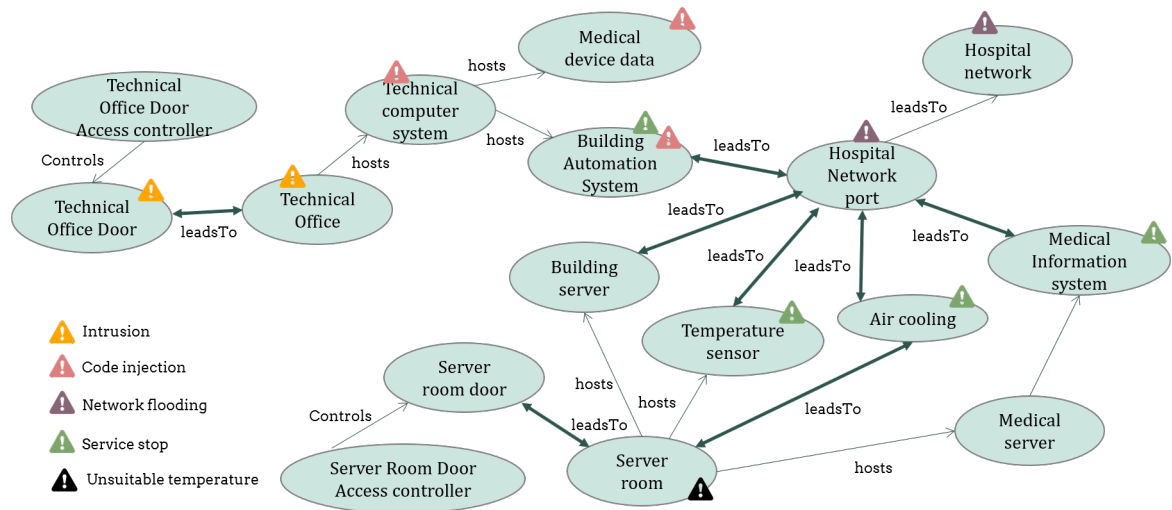 Medical
device data
Hospital
network
hosts
Technical
computer
system
Technical
Office Door
Access controller
leadsTo
hosts
Building
Automation
System
leadsTo
Hospital
Network
port
Controls
hosts
Technical
Office Door
leadsTo
Technical
Office
leadsTo
leadsTo
leadsTo
leadsTo
Medical
Information
system
Building
server
Temperature
sensor
Air cooling
Intrusion
Code injection
Network flooding
Service stop
Unsuitable temperature
Server
room door
hosts
hosts
leadsTo
Controls
leadsTo
Medical
server
Server Room Door
Access controller
Server
room
hosts